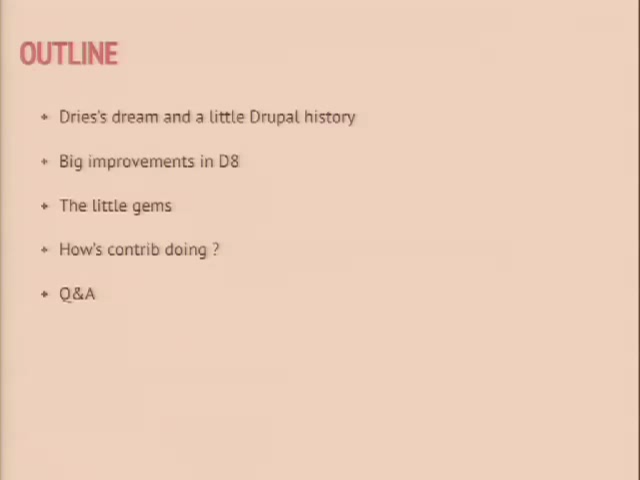 OUTLINE
Dries's dream and a little Drupal history
Big improvements in D8
The little gems
How's contrib doing ?
Q&A